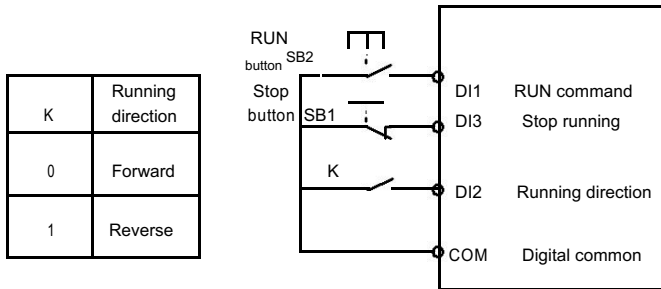 K
Running
direction
0
Forward
1
Reverse
RUN
button SB2
Stop
button SB1
K
DI1 RUN command
DI3 Stop running
DI2 Running direction
COM Digital common